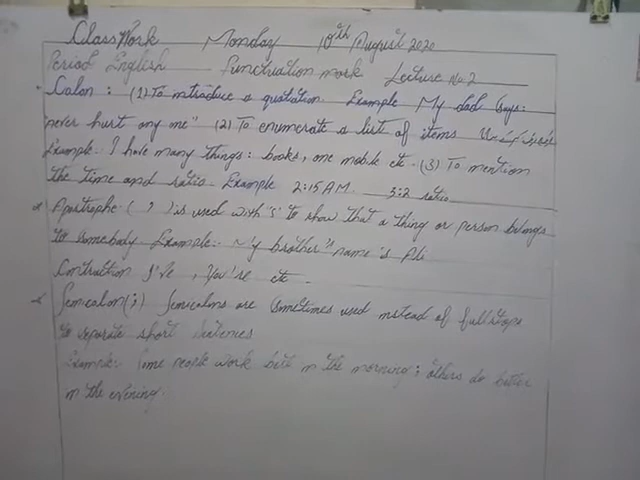 Class Work Monday 10th August 2020
Period English Punctuation mark Lecture No. 2
Colon : (1) To introduce a quotation. Example My dad says:
"never hurt any one" (2) To enumerate a list of items
Example. I have many things: books, one mobile etc. (3) To mention
the time and ratio. Example 2:15 AM. 3:2 ratio
Apostrophe ( ' ) is used with 's' to show that a thing or person belongs
to somebody Example:- My brother's name's Ali
Contraction I've , You're etc -
Semicolon(;) Semicolons are sometimes used instead of full stops
to seperate short sentences
Example:- Some people work bett in the morning; others do better
in the evening.